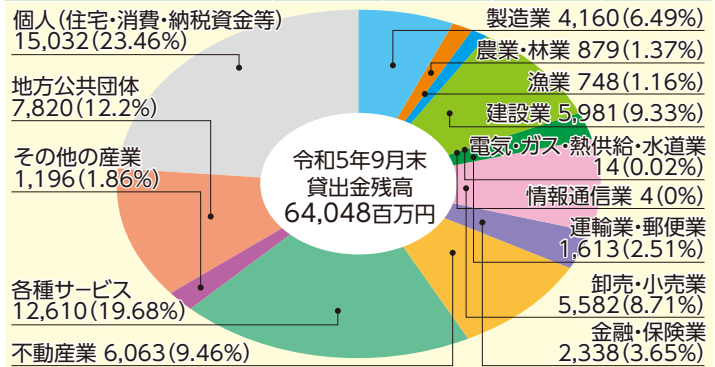 個人(住宅・消費・納税資金等)
15,032(23.46%)
地方公共団体
7,820(12.2%)
その他の産業
1,196(1.86%)
各種サービス
12,610(19.68%)
不動産業 6,063(9.46%)
令和5年9月末
貸出金残高
64,048百万円
製造業 4,160(6.49%)
農業・林業 879(1.37%)
漁業 748(1.16%)
建設業 5,981(9.33%)
電気・ガス・熱供給・水道業
14(0.02%)
情報通信業 4(0%)
運輸業・郵便業
1,613(2.51%)
卸売・小売業
5,582(8.71%)
金融・保険業
2,338(3.65%)